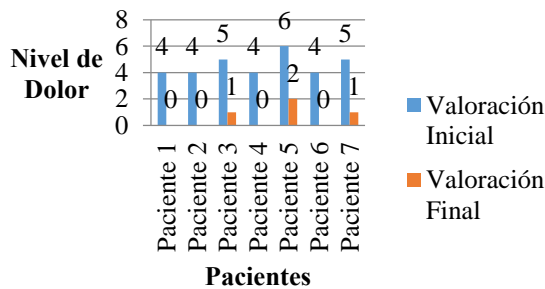 Nivel de
Dolor
8
6
4
2
0
4 0 4 0 5 1 4 0 6 2 4 0 5 1
Paciente 1
Paciente 2
Paciente 3
Paciente 4
Paciente 5
Paciente 6
Paciente 7
Pacientes
Valoración
Inicial
Valoración
Final